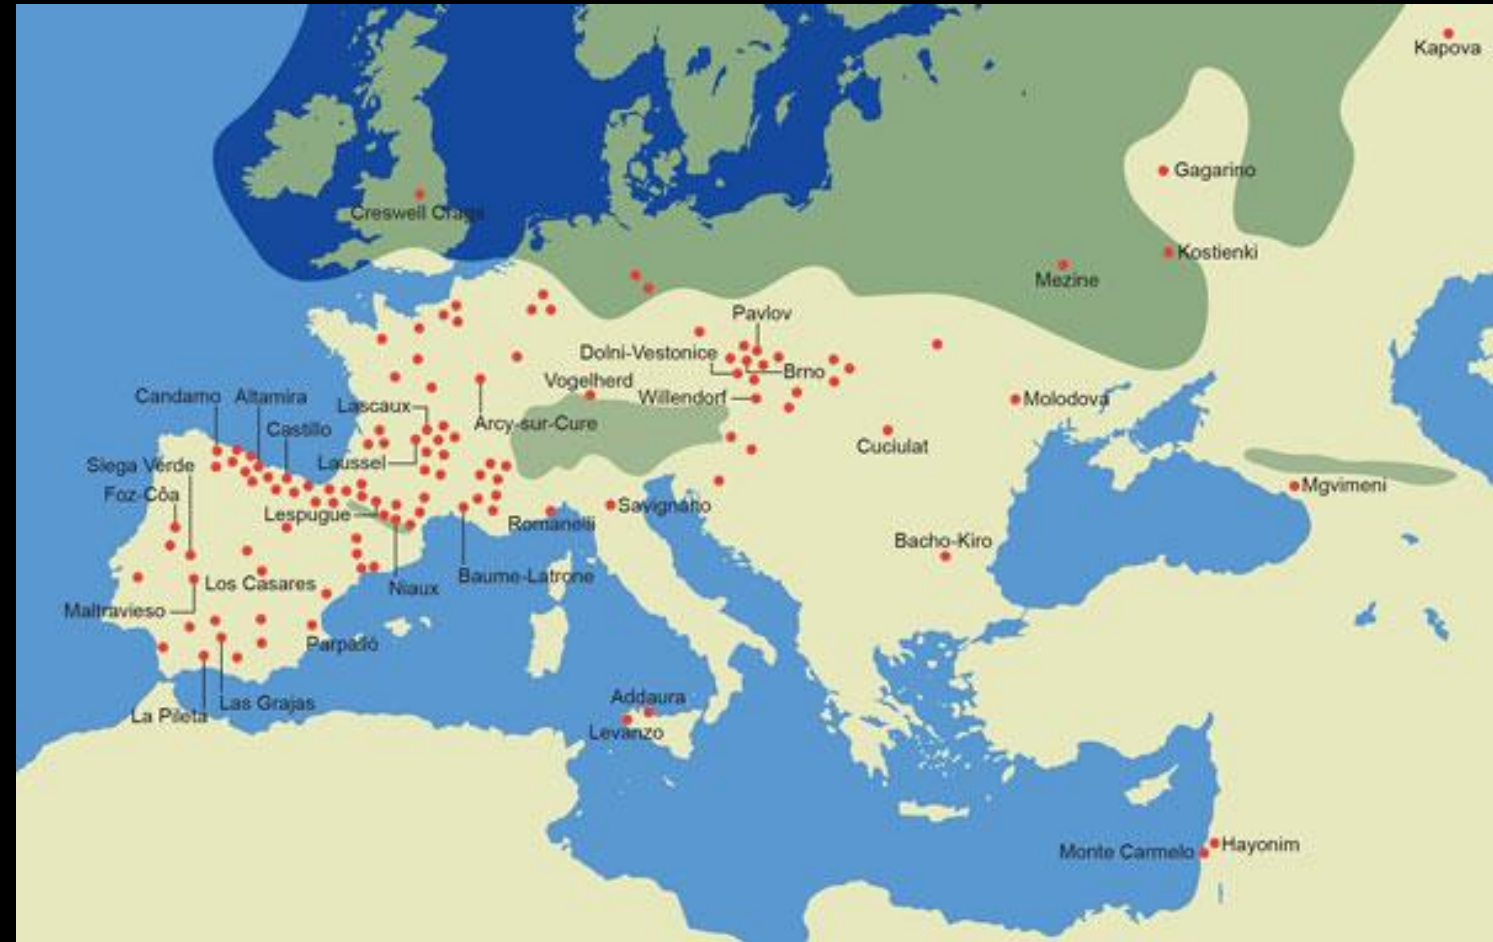 Kapova
Gagarino
Creswell Crags
Kostienki
Mezine
Pavlov
Dolni-Vestonice
Brno
Vogelherd
Willendorf
Candamo
Altamira
Lascaux
Molodova
Castillo
Arcy-sur-Cure
Cuciulat
Laussel
Siega Verde
Foz-Côa
Mgvimeni
Lespugue
Savignano
Romanelli
Bacho-Kiro
Los Casares
Niaux
Baume-Latrone
Maltravieso
Parpalló
La Pileta
Las Grajas
Addaura
Levanzo
Monte Carmelo
Hayonim